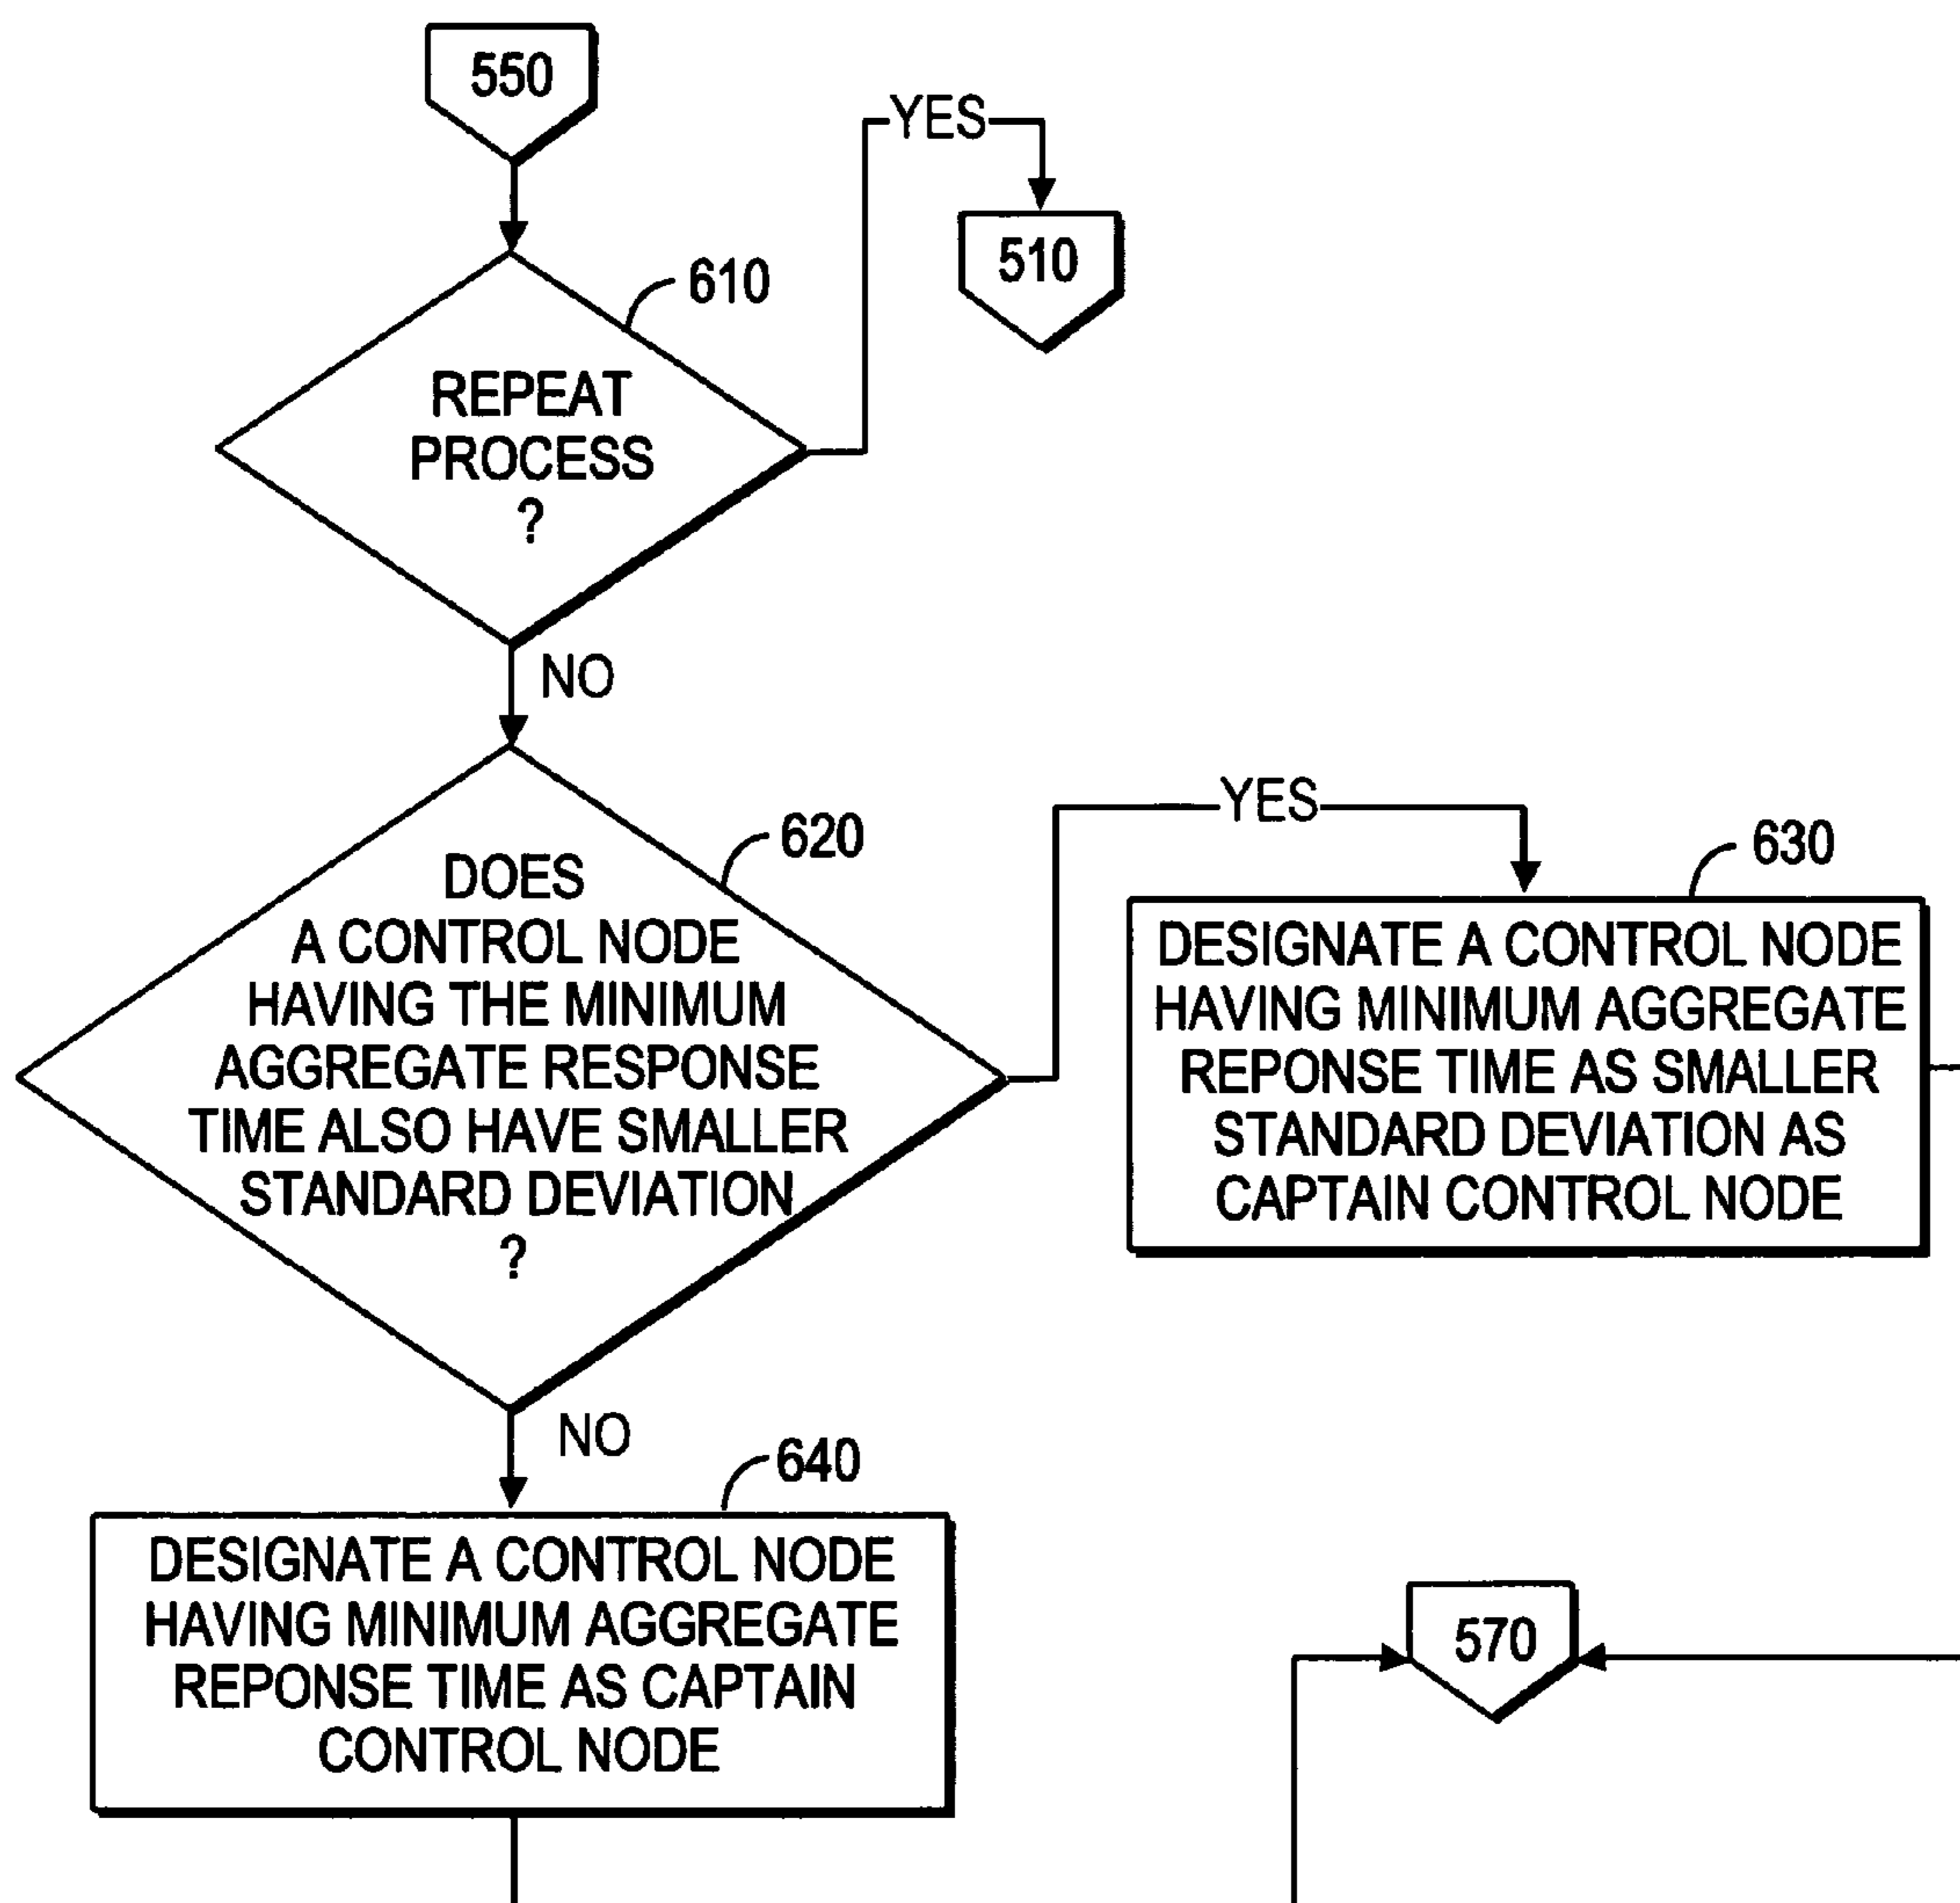 550
YES
510
610
REPEAT
PROCESS
?
NO
620
DOES
A CONTROL NODE
HAVING THE MINIMUM
AGGREGATE RESPONSE
TIME ALSO HAVE SMALLER
STANDARD DEVIATION
?
YES
630
DESIGNATE A CONTROL NODE
HAVING MINIMUM AGGREGATE
REPONSE TIME AS SMALLER
STANDARD DEVIATION AS
CAPTAIN CONTROL NODE
NO
640
DESIGNATE A CONTROL NODE
HAVING MINIMUM AGGREGATE
REPONSE TIME AS CAPTAIN
CONTROL NODE
570